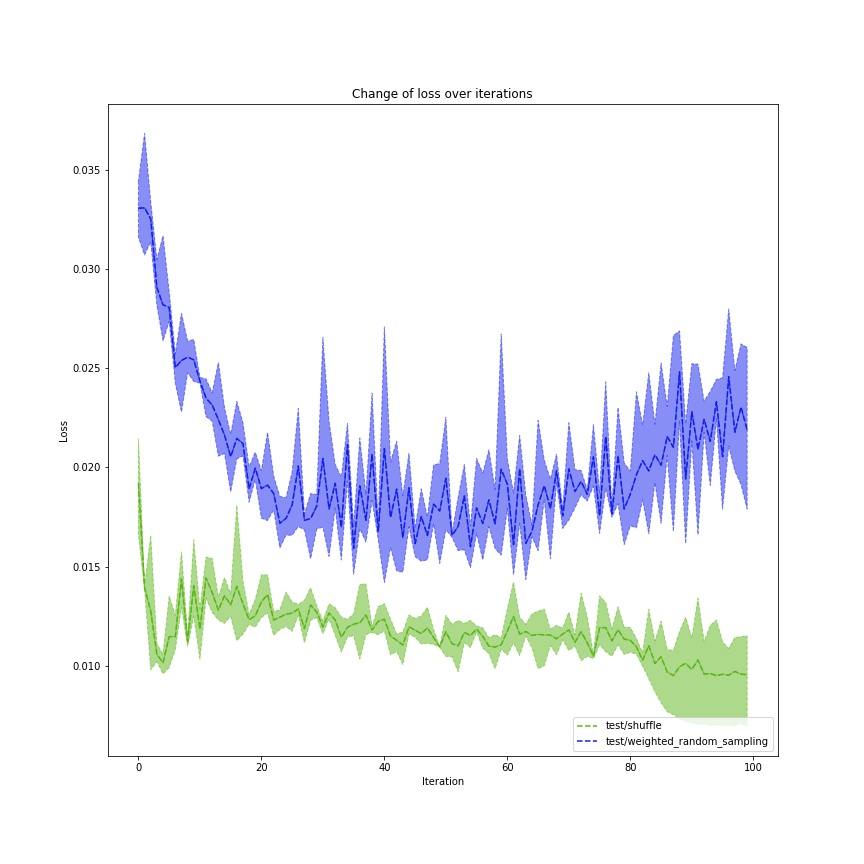 Change of loss over iterations
Loss
0.035
0.030
0.025
0.020
0.015
0.010
0 20 40 60 80 100
Iteration
test/shuffle
test/weighted_random_sampling